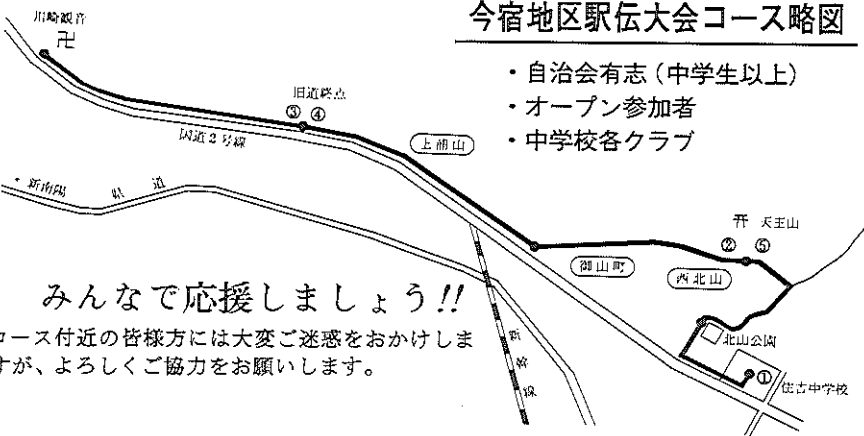 今宿地区駅伝大会コース略図
・自治会有志（中学生以上）
・オープン参加者
・中学校各クラブ
川崎観音
卍
旧道終点
③ ④
国道2号線
上浦山
・新南陽
県道
天王山
② ⑤
御山町
西北山
北山公園
①
住吉中学校
新幹線
みんなで応援しましょう!!
コース付近の皆様方には大変ご迷惑をおかけしま
すが、よろしくご協力をお願いします。